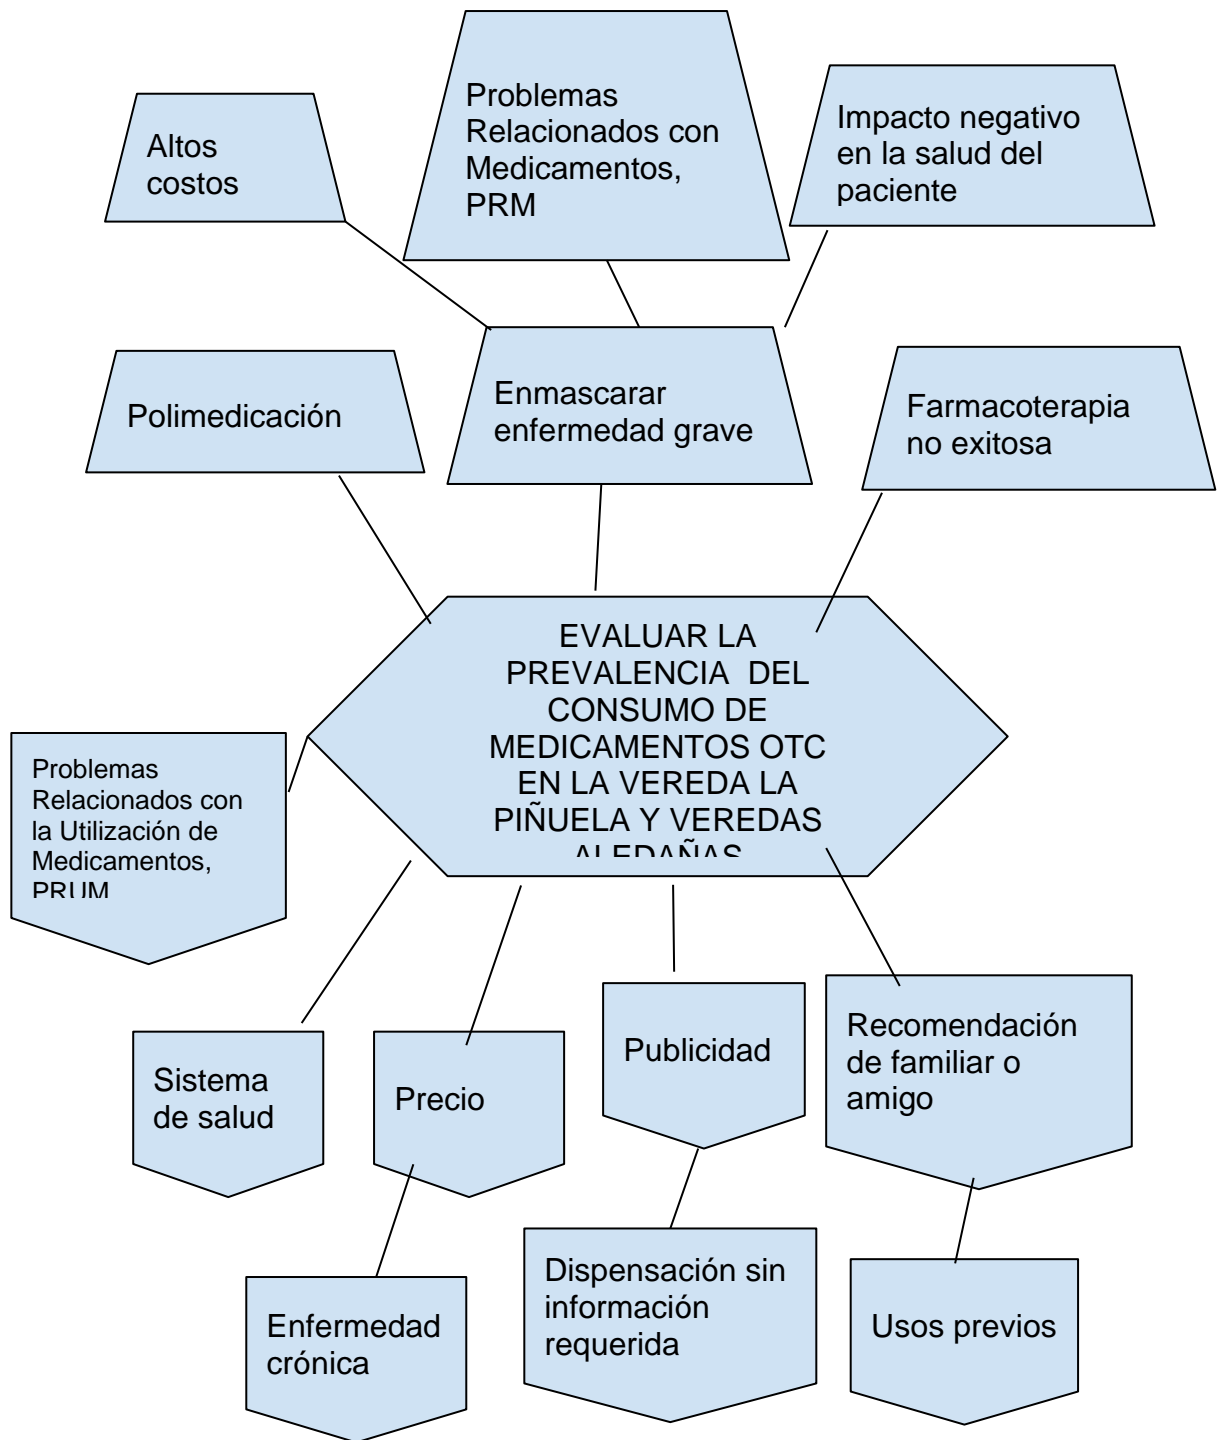 Problemas
Relacionados con
Medicamentos,
PRM
Altos
costos
Impacto negativo
en la salud del
paciente
Polimedicación
Enmascarar
enfermedad grave
Farmacoterapia
no exitosa
EVALUAR LA
PREVALENCIA DEL
CONSUMO DE
MEDICAMENTOS OTC
EN LA VEREDA LA
PIÑUELA Y VEREDAS
ALEDAÑAS
Problemas
Relacionados con
la Utilización de
Medicamentos,
PRUM
Sistema
de salud
Precio
Publicidad
Recomendación
de familiar o
amigo
Enfermedad
crónica
Dispensación sin
información
requerida
Usos previos